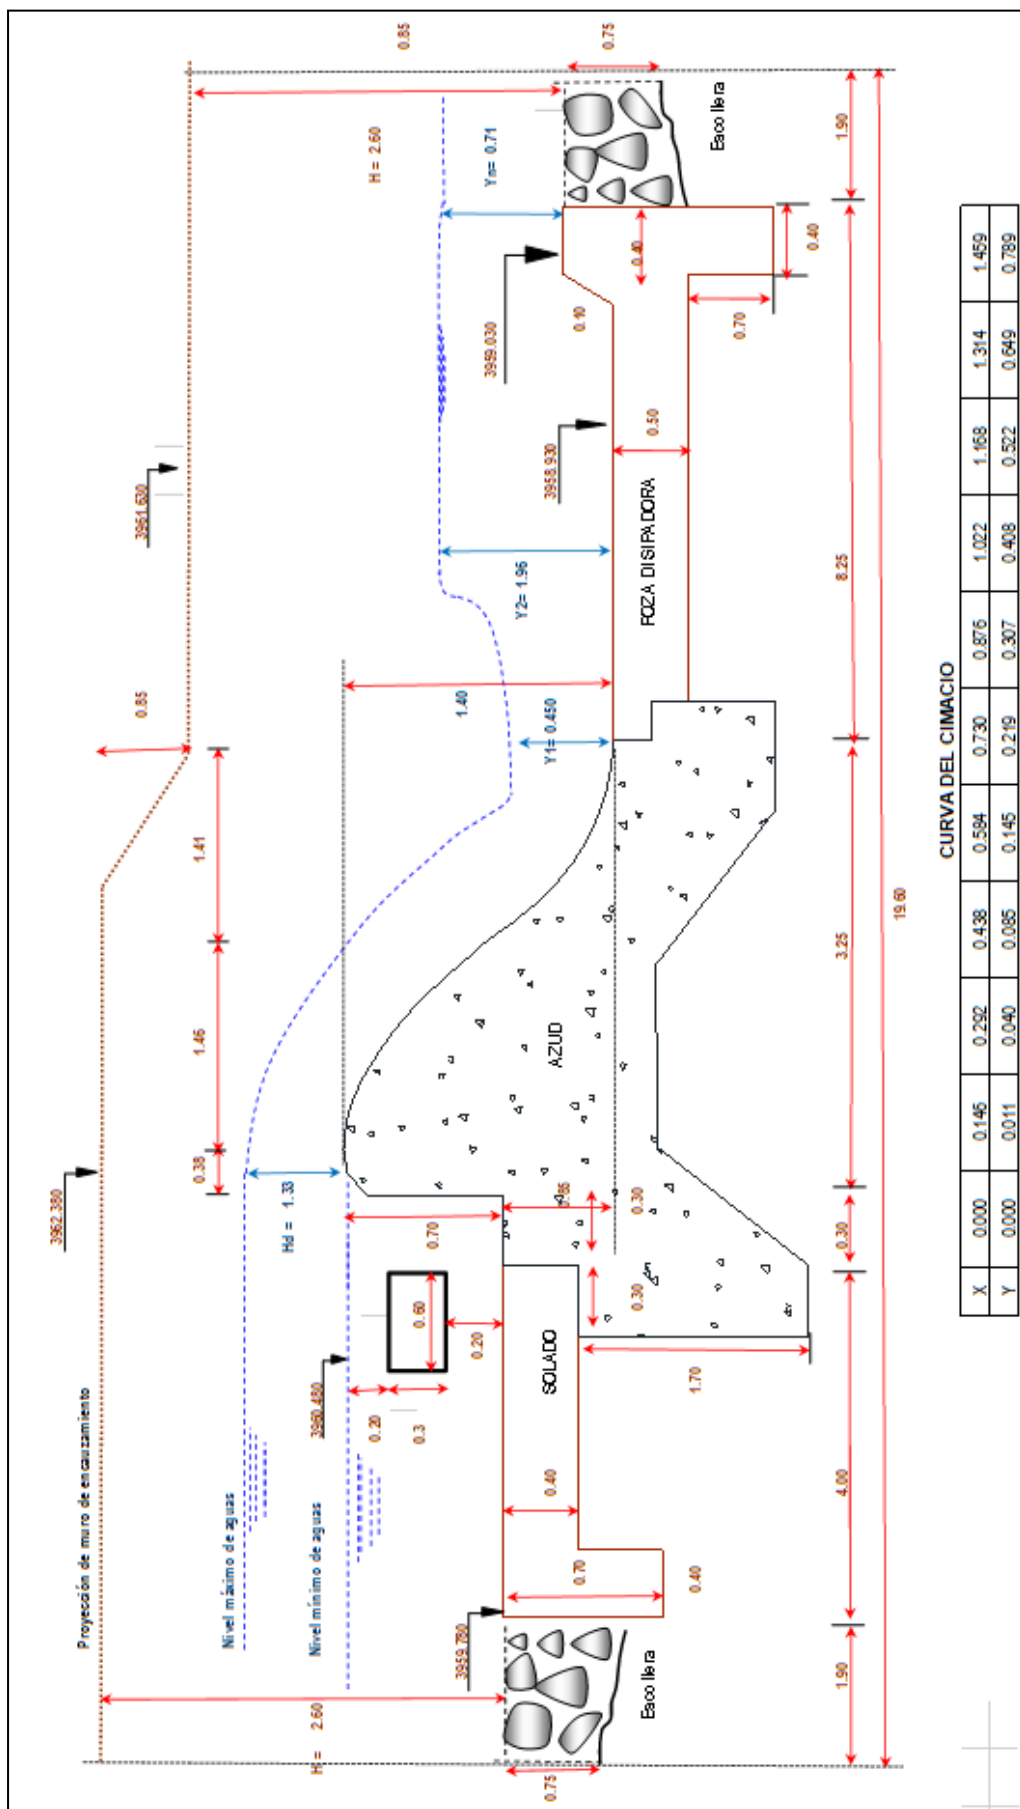 Proyección de muro de encauzamiento
3962.380
0.85
3961.630
0.85
0.38
1.46
1.41
Nivel máximo de aguas
Nivel mínimo de aguas
H = 2.60
Hd = 1.33
3960.480
0.20
0.3
0.60
0.20
0.70
1.40
Y1= 0.450
Y2= 1.96
H = 2.60
Yn= 0.71
3959.780
3958.930
3959.030
0.10
0.75
0.75
Escollera
0.70
0.40
0.40
SOLADO
1.70
0.30
0.30
0.85
AZUD
POZA DISIPADORA
0.50
0.40
0.70
0.40
Escollera
1.90
4.00
0.30
3.25
8.25
1.90
19.60
CURVA DEL CIMACIO
X 0.000 0.146 0.292 0.438 0.584 0.730 0.876 1.022 1.168 1.314 1.459
Y 0.000 0.011 0.040 0.085 0.145 0.219 0.307 0.408 0.522 0.649 0.789